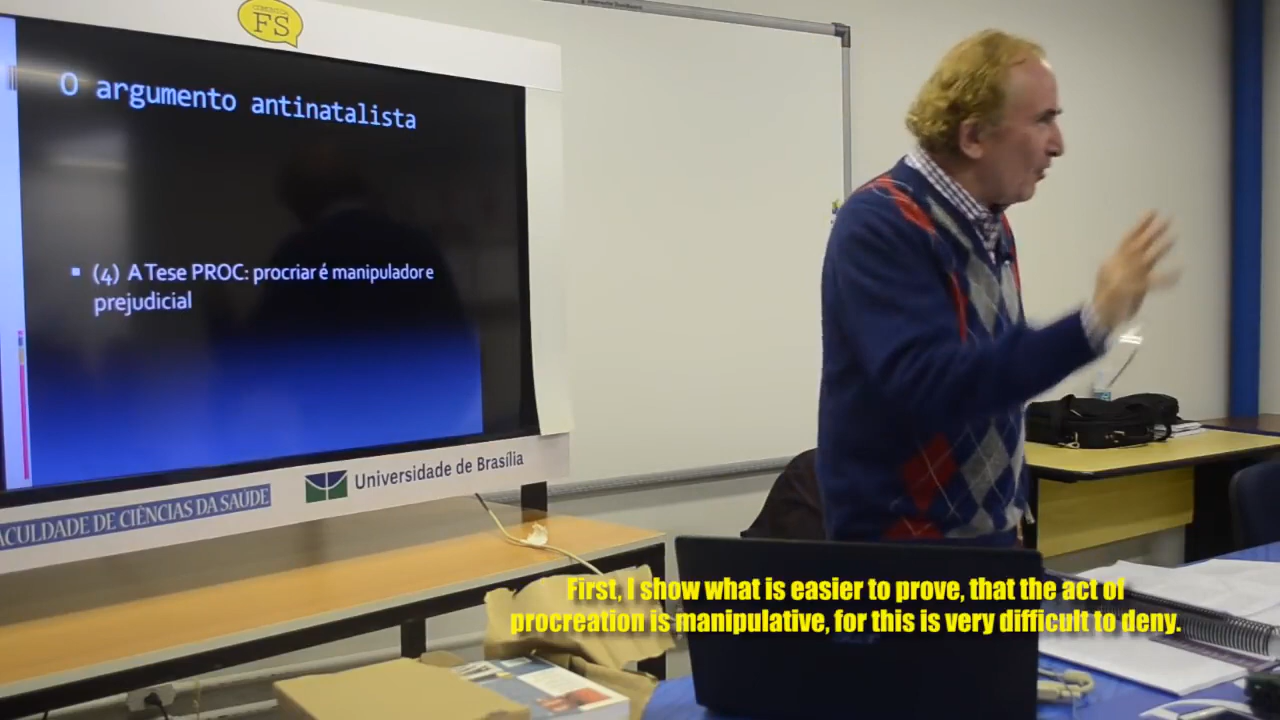 FS
O argumento antinatalista
(4) A Tese PROC: procriar é manipulador e
prejudicial
Universidade de Brasília
ACULDADE DE CIÊNCIAS DA SAÚDE
First, I show what is easier to prove, that the act of
procreation is manipulative, for this is very difficult to deny.